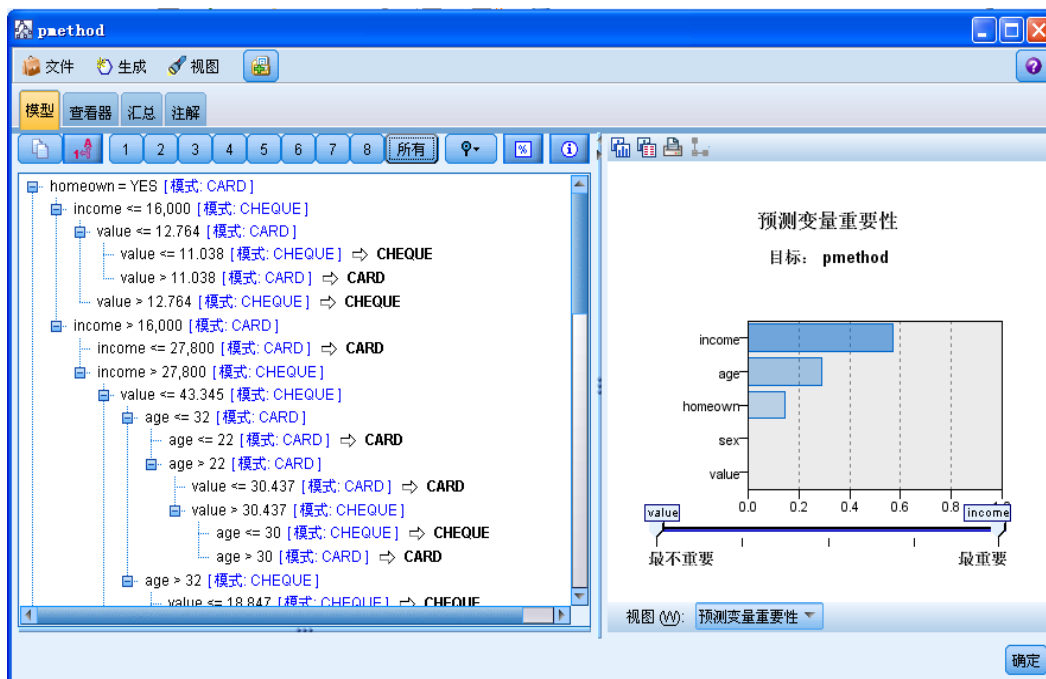 pmethod
文件 生成 视图
模型 查看器 汇总 注解
1 2 3 4 5 6 7 8 所有 %
homeown = YES [模式: CARD]
income <= 16,000 [模式: CHEQUE]
value <= 12.764 [模式: CARD]
value <= 11.038 [模式: CHEQUE] ⇨ CHEQUE
value > 11.038 [模式: CARD] ⇨ CARD
value > 12.764 [模式: CHEQUE] ⇨ CHEQUE
income > 16,000 [模式: CARD]
income <= 27,800 [模式: CARD] ⇨ CARD
income > 27,800 [模式: CHEQUE]
value <= 43.345 [模式: CHEQUE]
age <= 32 [模式: CARD]
age <= 22 [模式: CARD] ⇨ CARD
age > 22 [模式: CARD]
value <= 30.437 [模式: CARD] ⇨ CARD
value > 30.437 [模式: CARD]
age <= 30 [模式: CHEQUE] ⇨ CHEQUE
age > 30 [模式: CARD] ⇨ CARD
age > 32 [模式: CHEQUE]
value <= 18.847 [模式: CHEQUE] ⇨ CHEQUE
预测变量重要性
目标: pmethod
income
age
homeown
sex
value
0.0 0.2 0.4 0.6 0.8
value income
最不重要 最重要
视图 (W): 预测变量重要性
确定